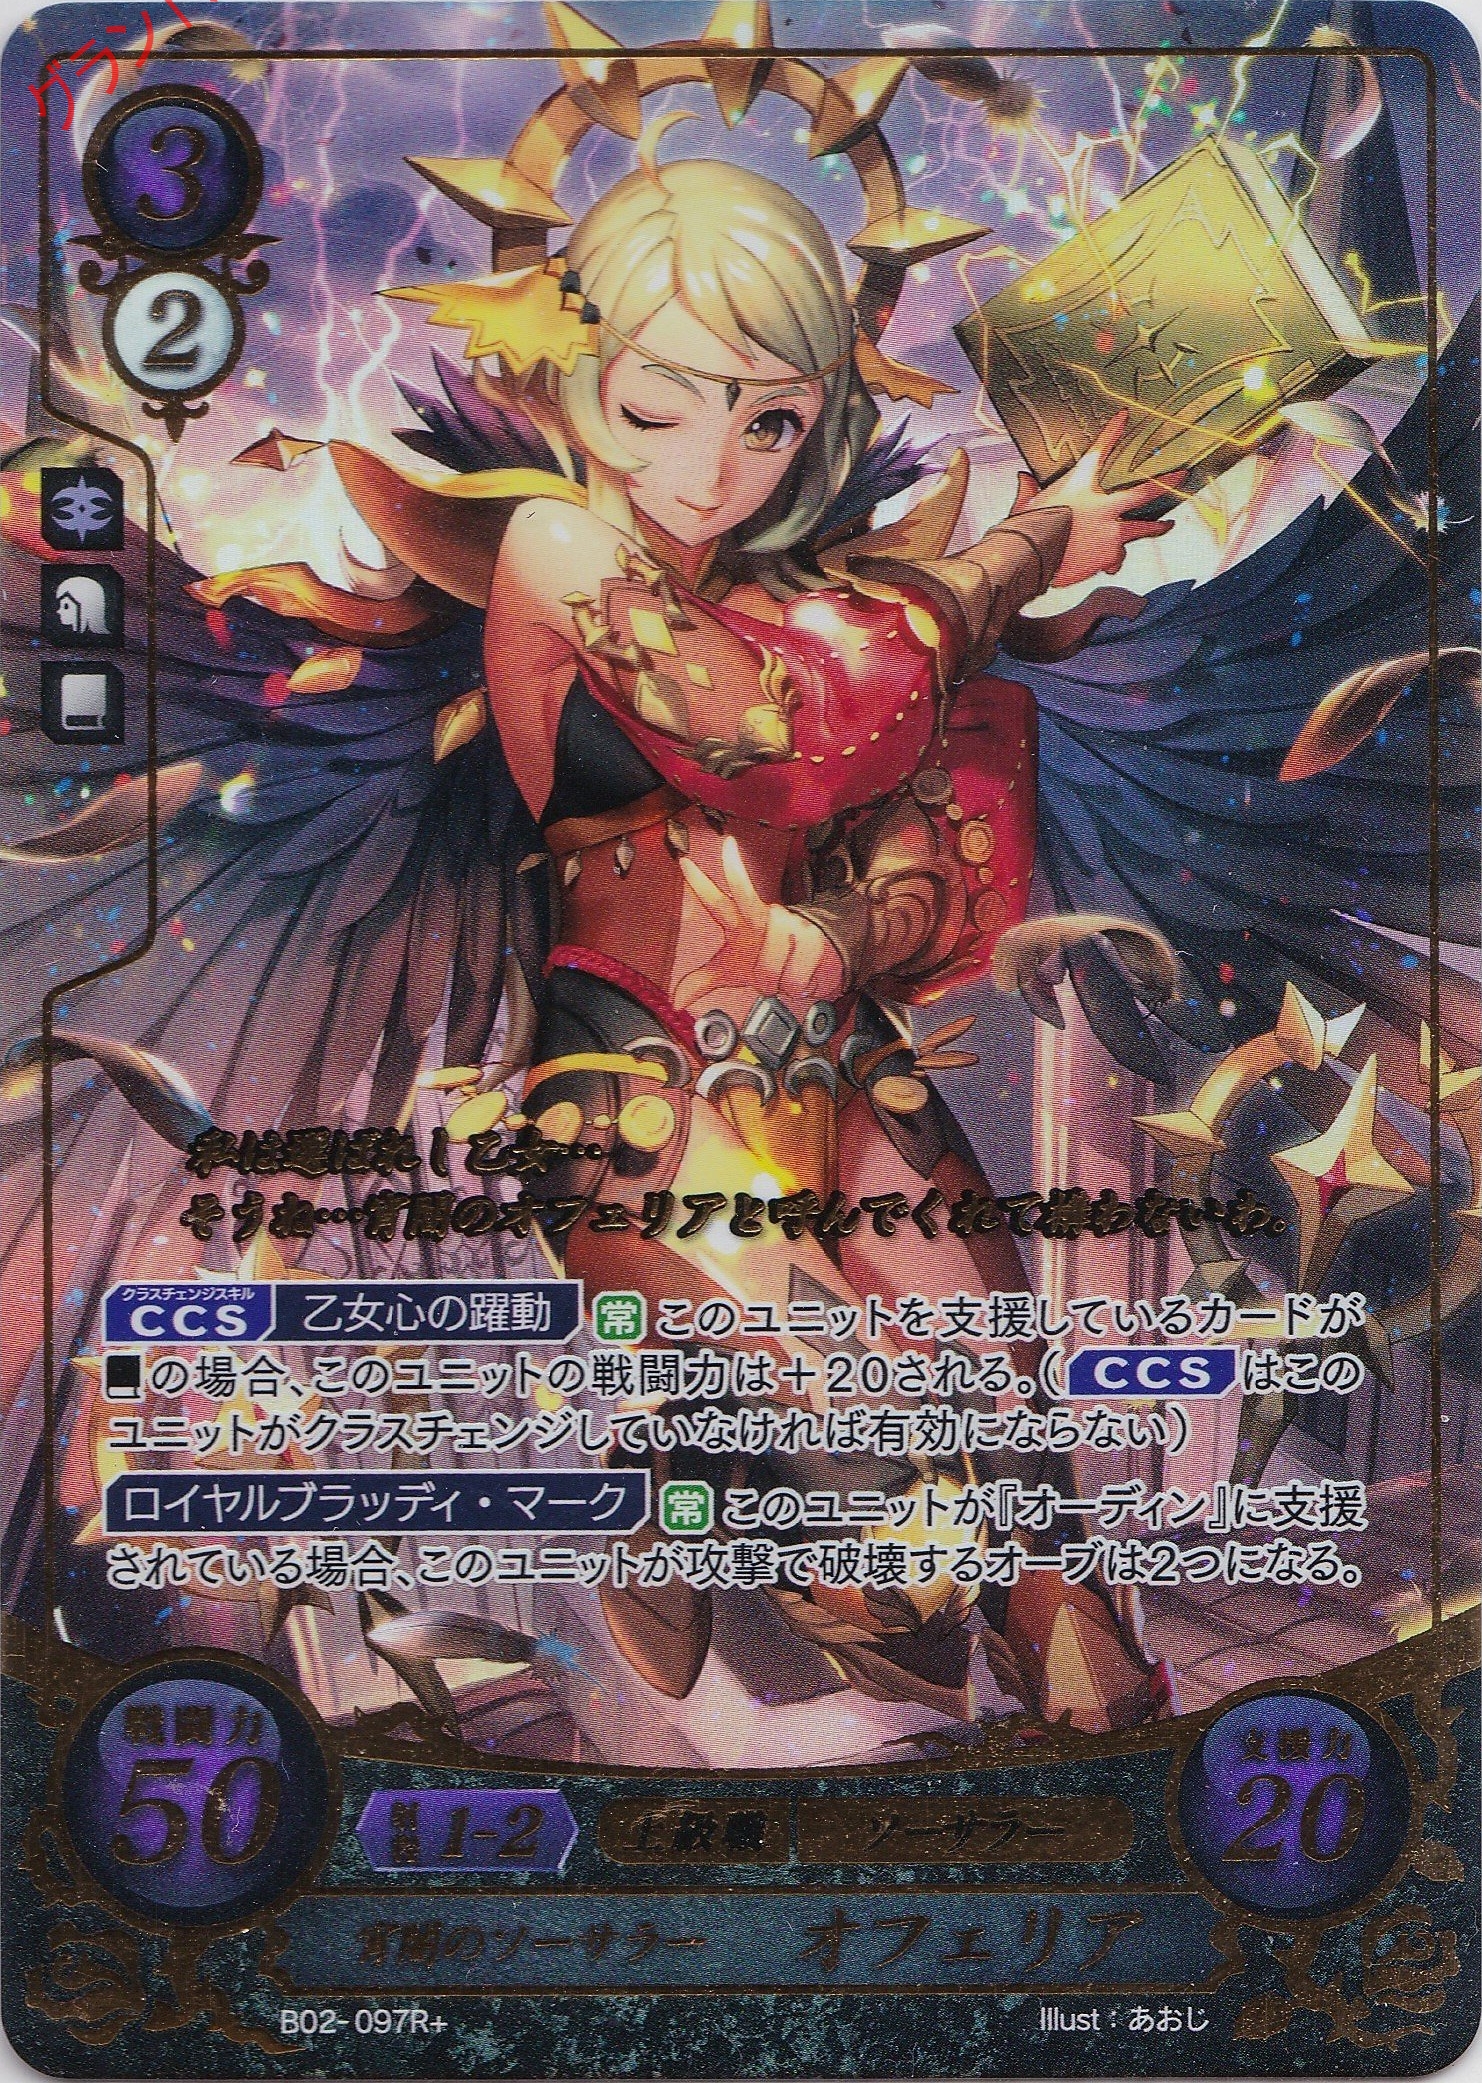 グラン
3
2
私は選ばれし乙女…
そうね…宵闇のオフェリアと呼んでくれて構わないわ。
クラスチェンジスキル
CCS 乙女心の躍動 常 このユニットを支援しているカードが
の場合、このユニットの戦闘力は＋20される。（CCSはこの
ユニットがクラスチェンジしていなければ有効にならない）
ロイヤルブラッディ・マーク 常 このユニットが『オーディン』に支援
されている場合、このユニットが攻撃で破壊するオーブは2つになる。
戦闘力
50
射程 1-2 上級職 ソーサラー
支援力
20
宵闇のソーサラー オフェリア
B02-097R+ Illust：あおじ